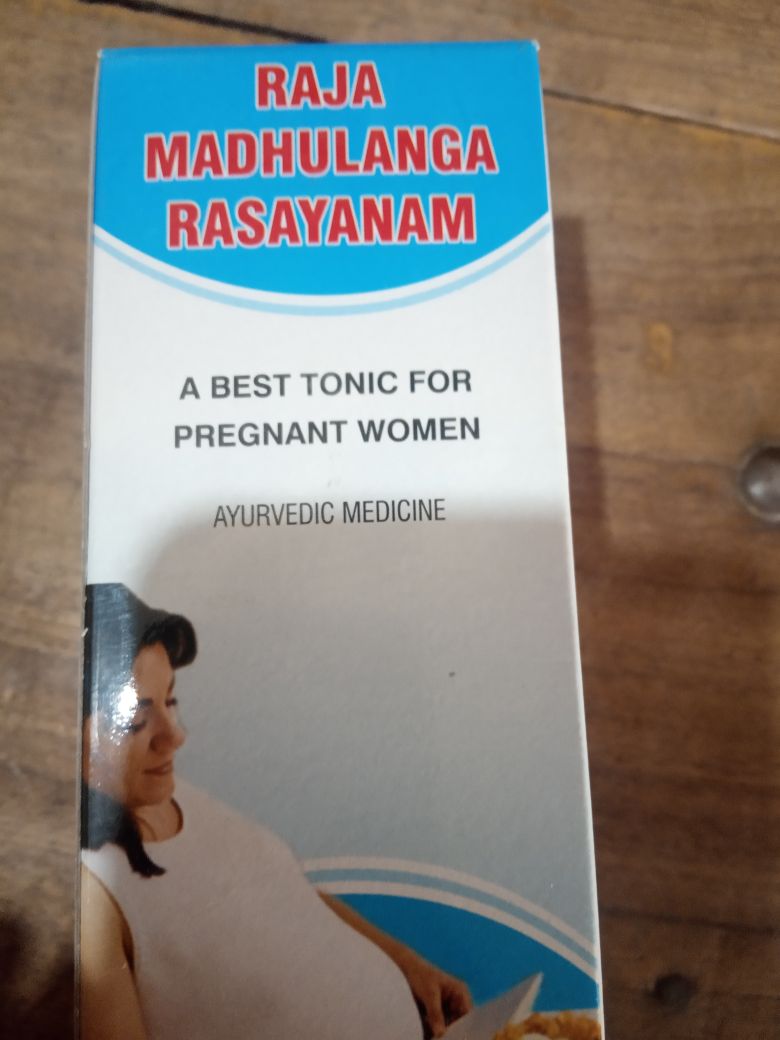 RAJA
MADHULANGA
RASAYANAM
A BEST TONIC FOR
PREGNANT WOMEN
AYURVEDIC MEDICINE